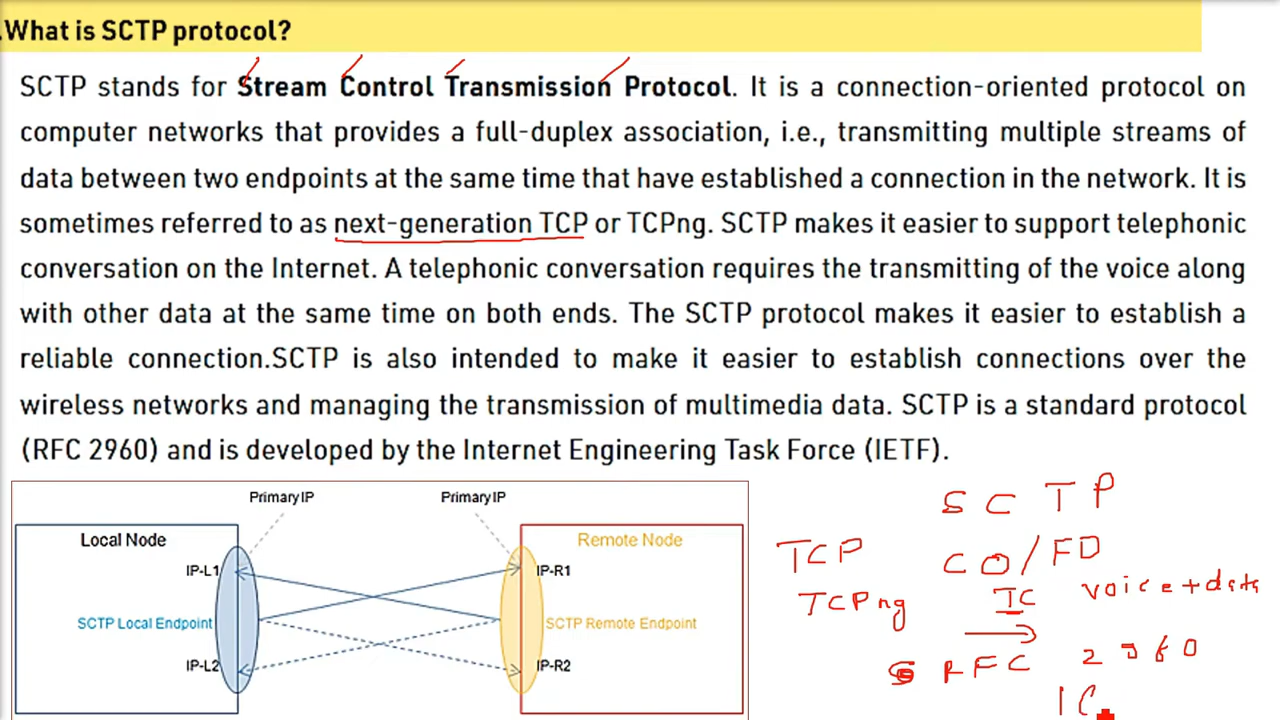 .What is SCTP protocol?
SCTP stands for Stream Control Transmission Protocol. It is a connection-oriented protocol on
computer networks that provides a full-duplex association, i.e., transmitting multiple streams of
data between two endpoints at the same time that have established a connection in the network. It is
sometimes referred to as next-generation TCP or TCPng. SCTP makes it easier to support telephonic
conversation on the Internet. A telephonic conversation requires the transmitting of the voice along
with other data at the same time on both ends. The SCTP protocol makes it easier to establish a
reliable connection.SCTP is also intended to make it easier to establish connections over the
wireless networks and managing the transmission of multimedia data. SCTP is a standard protocol
(RFC 2960) and is developed by the Internet Engineering Task Force (IETF).
Primary IP Primary IP
Local Node Remote Node
IP-L1 IP-R1
SCTP Local Endpoint SCTP Remote Endpoint
IP-L2 IP-R2
SCTP
TCP CO/FD
TCPng TC voice+data
RFC 2960